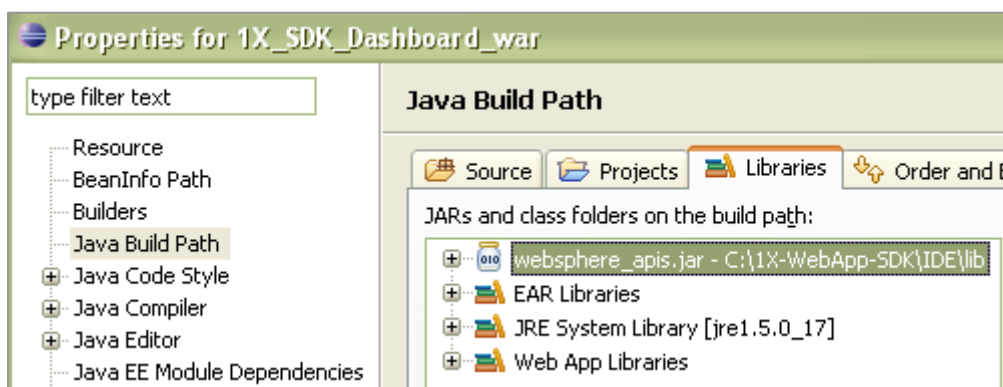 Properties for 1X_SDK_Dashboard_war
type filter text
Resource
BeanInfo Path
Builders
Java Build Path
Java Code Style
Java Compiler
Java Editor
Java EE Module Dependencies
Java Build Path
Source Projects Libraries Order and
JARs and class folders on the build path:
websphere_apis.jar - C:\1X-WebApp-SDK\IDE\lib
EAR Libraries
JRE System Library [jre1.5.0_17]
Web App Libraries